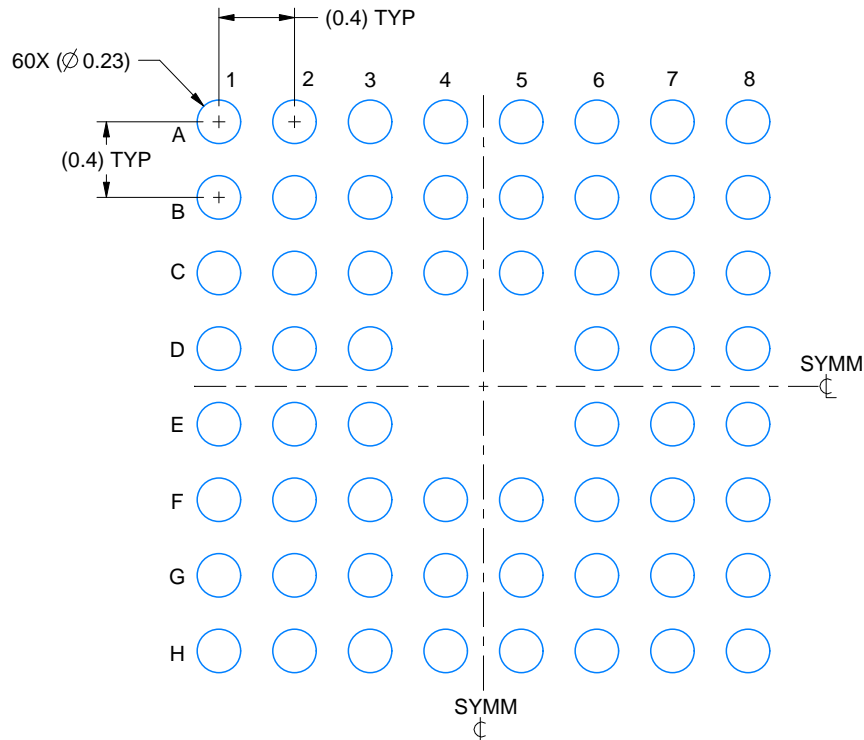 (0.4) TYP
60X (∅ 0.23)
1 2 3 4 5 6 7 8
A
(0.4) TYP
B
C
D
SYMM
℄
E
F
G
H
SYMM
℄